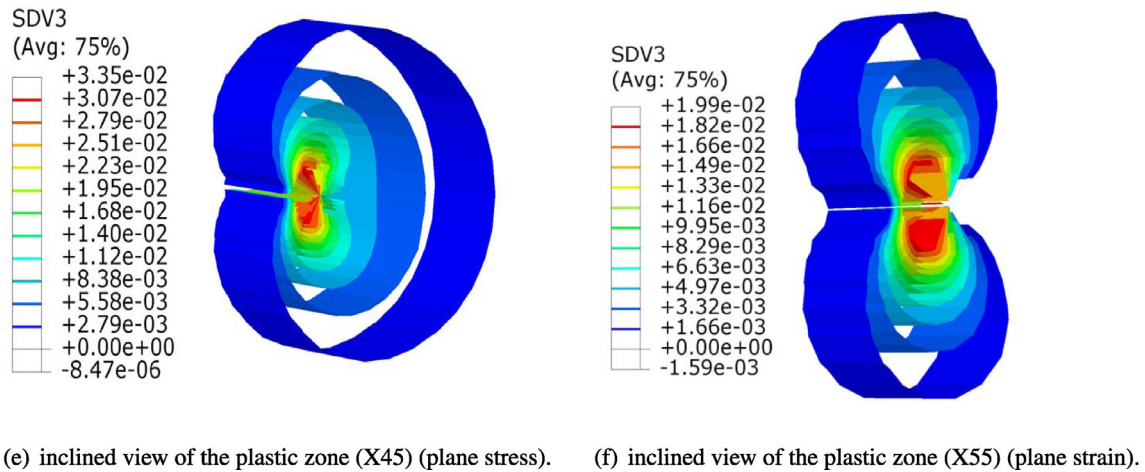 SDV3
(Avg: 75%)
+3.35e-02
+3.07e-02
+2.79e-02
+2.51e-02
+2.23e-02
+1.95e-02
+1.68e-02
+1.40e-02
+1.12e-02
+8.38e-03
+5.58e-03
+2.79e-03
+0.00e+00
-8.47e-06
SDV3
(Avg: 75%)
+1.99e-02
+1.82e-02
+1.66e-02
+1.49e-02
+1.33e-02
+1.16e-02
+9.95e-03
+8.29e-03
+6.63e-03
+4.97e-03
+3.32e-03
+1.66e-03
+0.00e+00
-1.59e-03
(e) inclined view of the plastic zone (X45) (plane stress).
(f) inclined view of the plastic zone (X55) (plane strain)